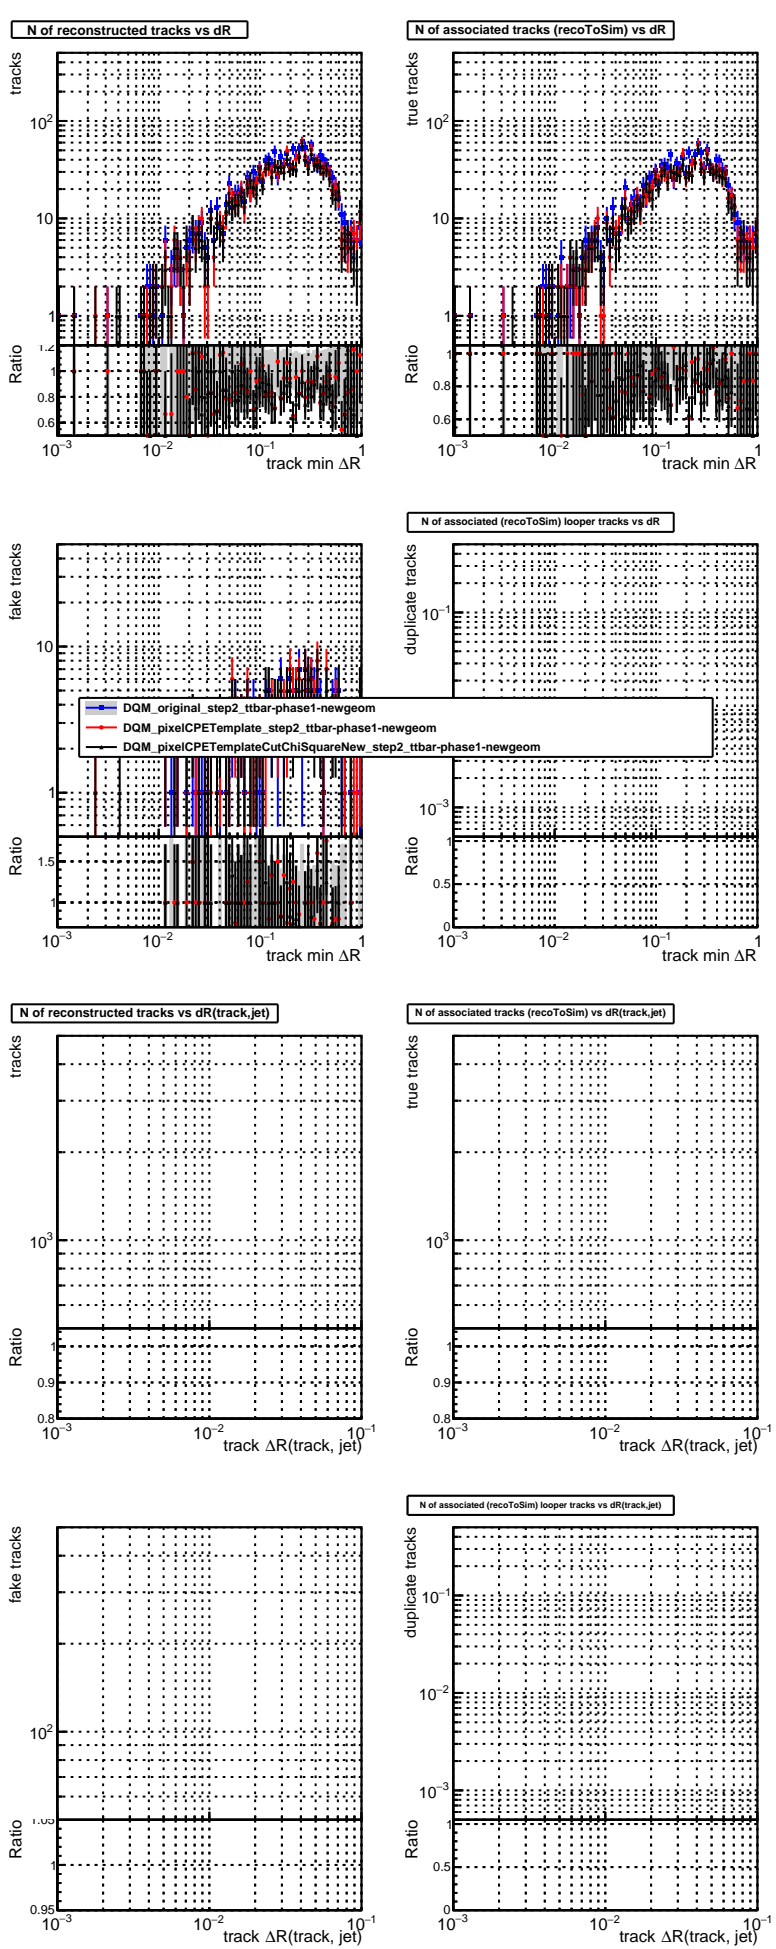 N of reconstructed tracks vs dR
tracks
10²
10
1
Ratio
1.2
1
0.8
0.6
10⁻³
10⁻²
10⁻¹
1
track min ΔR
N of associated tracks (recoToSim) vs dR
true tracks
10²
10
1
Ratio
1
0.8
0.6
10⁻³
10⁻²
10⁻¹
1
track min ΔR
fake tracks
10
1
Ratio
1.5
1
10⁻³
10⁻²
10⁻¹
1
track min ΔR
N of associated (recoToSim) looper tracks vs dR
duplicate tracks
10⁻¹
10⁻³
Ratio
1
0.5
0
10⁻³
10⁻²
10⁻¹
1
track min ΔR
DQM_original_step2_ttbar-phase1-newgeom
DQM_pixelCPETemplate_step2_ttbar-phase1-newgeom
DQM_pixelCPETemplateCutChiSquareNew_step2_ttbar-phase1-newgeom
N of reconstructed tracks vs dR(track,jet)
tracks
10³
Ratio
1
0.9
0.8
10⁻³
10⁻²
10⁻¹
track ΔR(track, jet)
N of associated tracks (recoToSim) vs dR(track,jet)
true tracks
10³
Ratio
1
0.9
0.8
10⁻³
10⁻²
10⁻¹
track ΔR(track, jet)
fake tracks
10²
Ratio
1.05
1
0.95
10⁻³
10⁻²
10⁻¹
track ΔR(track, jet)
N of associated (recoToSim) looper tracks vs dR(track,jet)
duplicate tracks
10⁻¹
10⁻²
10⁻³
Ratio
1
0.5
0
10⁻³
10⁻²
10⁻¹
track ΔR(track, jet)